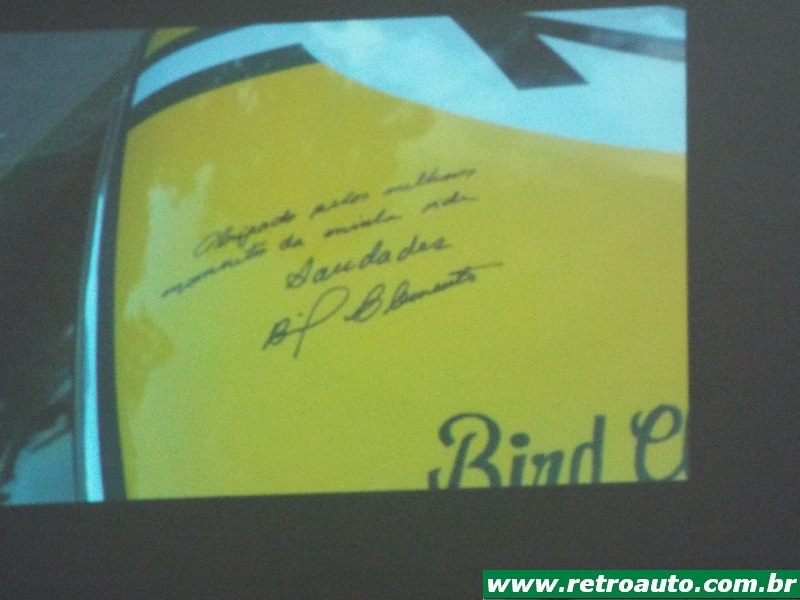 Obrigado pelos melhores
momentos da minha vida
Saudades
Bird Clemente
Bird C
www.retroauto.com.br